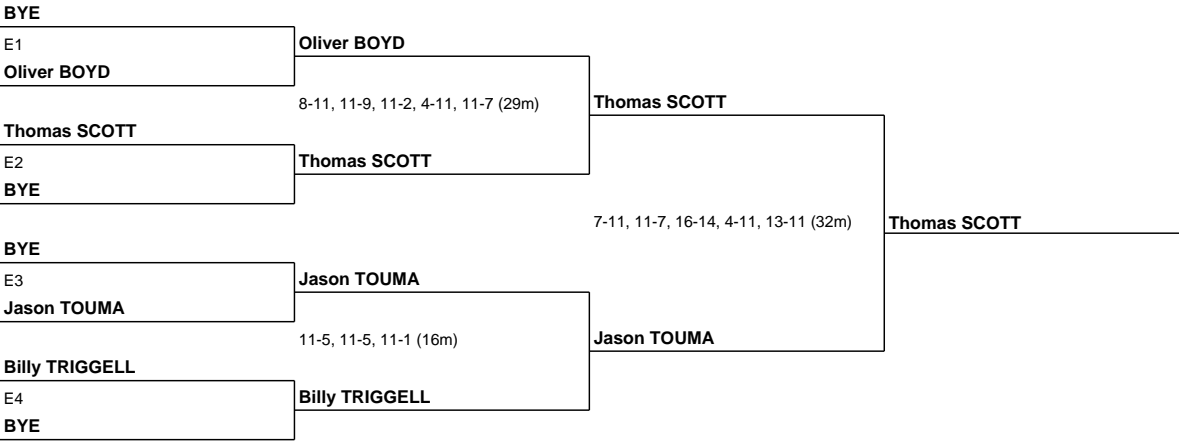 BYE
E1
Oliver BOYD
Oliver BOYD
8-11, 11-9, 11-2, 4-11, 11-7 (29m)
Thomas SCOTT
Thomas SCOTT
E2
BYE
Thomas SCOTT
7-11, 11-7, 16-14, 4-11, 13-11 (32m)
Thomas SCOTT
BYE
E3
Jason TOUMA
Jason TOUMA
11-5, 11-5, 11-1 (16m)
Jason TOUMA
Billy TRIGGELL
E4
BYE
Billy TRIGGELL